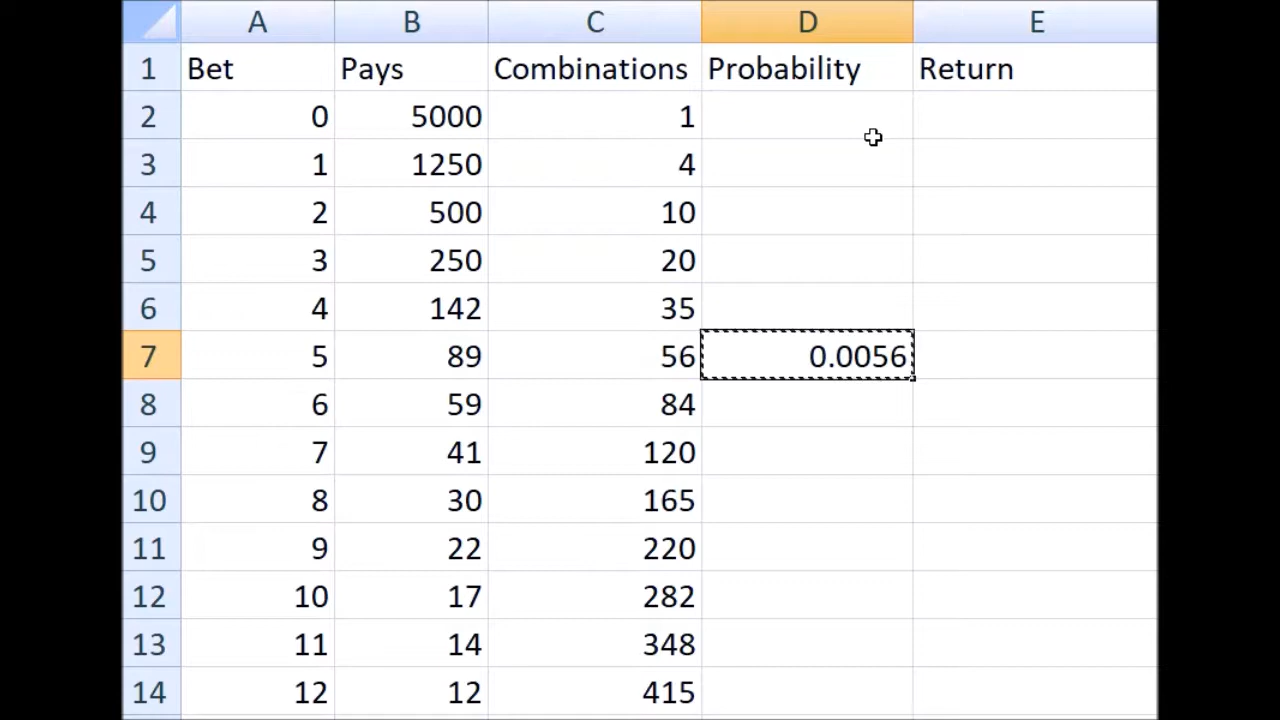 A B C D E
1 Bet Pays Combinations Probability Return
2 0 5000 1
3 1 1250 4
4 2 500 10
5 3 250 20
6 4 142 35
7 5 89 56 0.0056
8 6 59 84
9 7 41 120
10 8 30 165
11 9 22 220
12 10 17 282
13 11 14 348
14 12 12 415